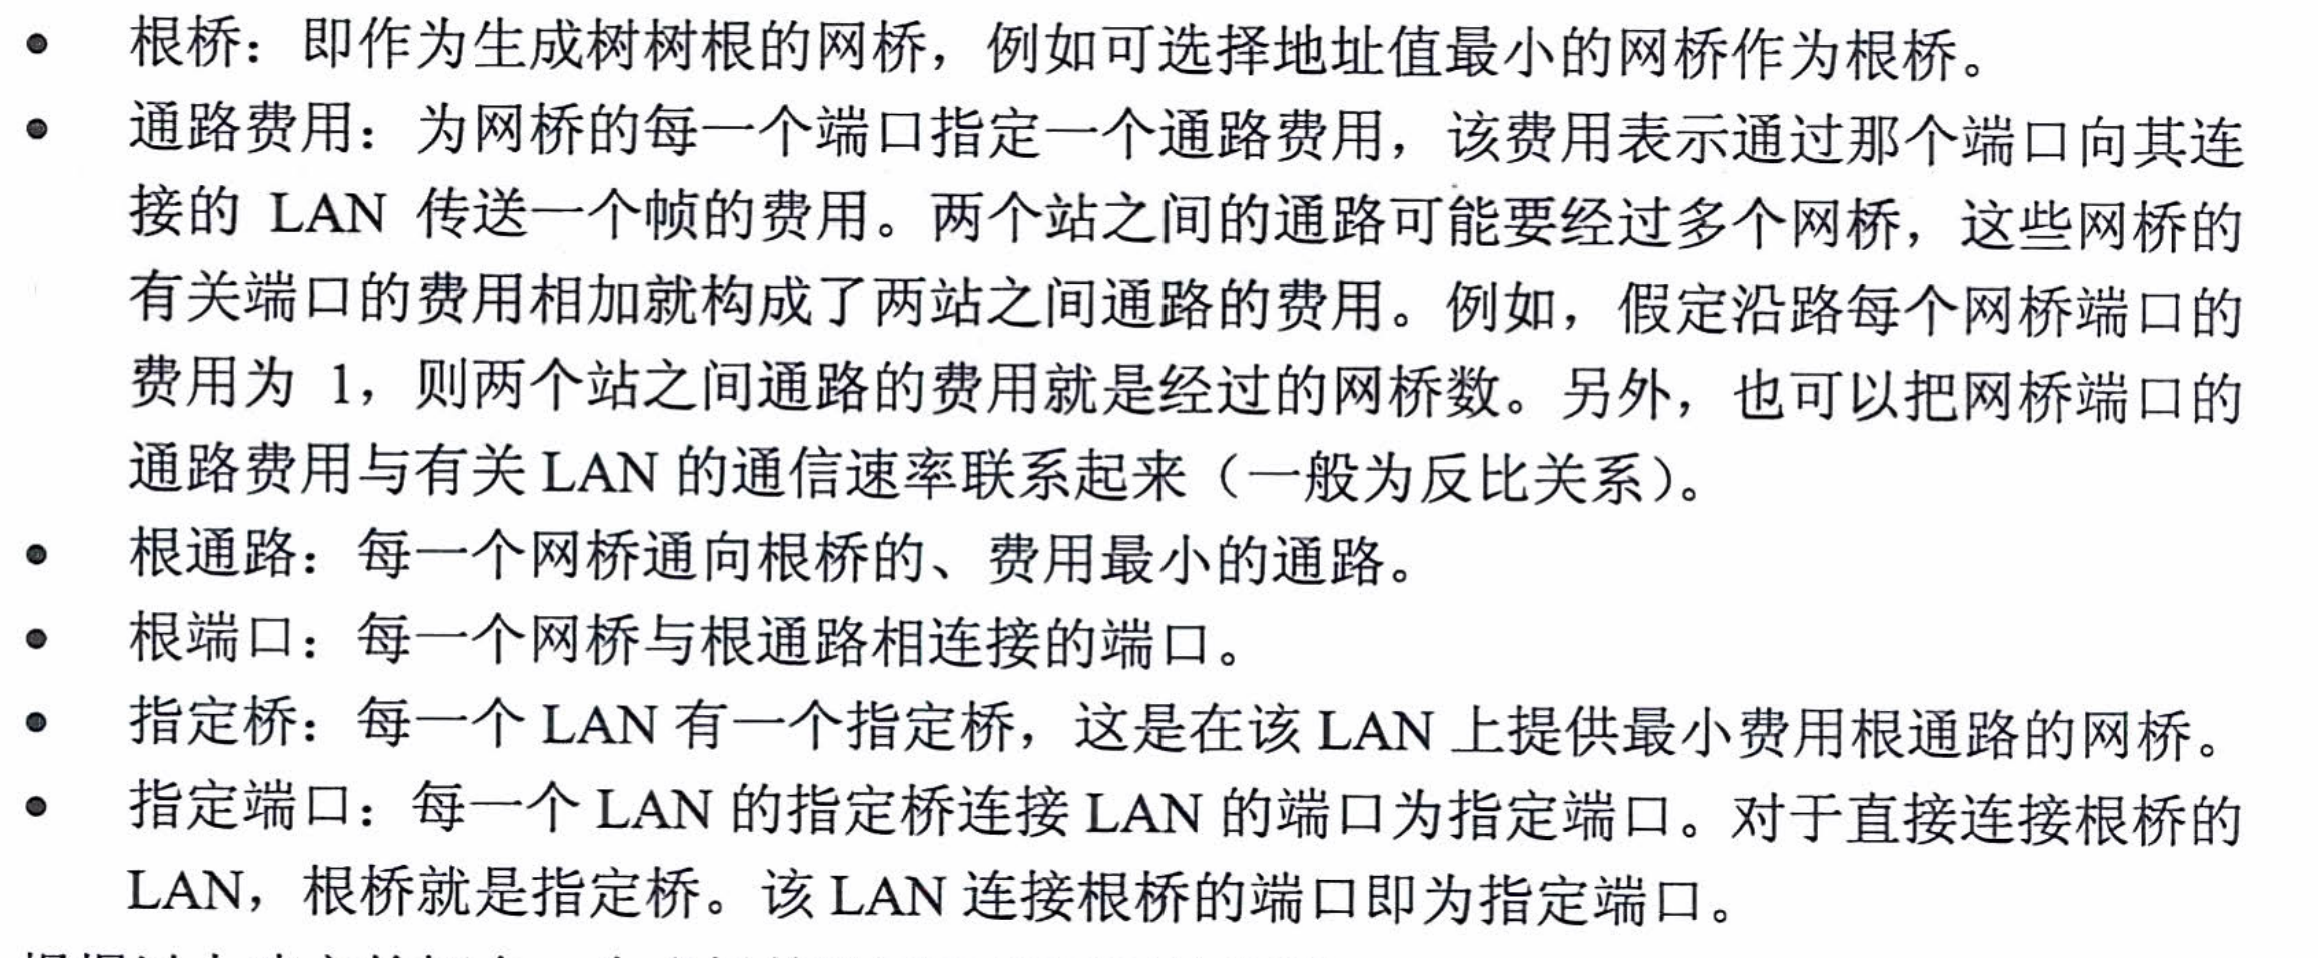 ● 根桥：即作为生成树树根的网桥，例如可选择地址值最小的网桥作为根桥。
● 通路费用：为网桥的每一个端口指定一个通路费用，该费用表示通过那个端口向其连
接的 LAN 传送一个帧的费用。两个站之间的通路可能要经过多个网桥，这些网桥的
有关端口的费用相加就构成了两站之间通路的费用。例如，假定沿路每个网桥端口的
费用为 1，则两个站之间通路的费用就是经过的网桥数。另外，也可以把网桥端口的
通路费用与有关 LAN 的通信速率联系起来（一般为反比关系）。
● 根通路：每一个网桥通向根桥的、费用最小的通路。
● 根端口：每一个网桥与根通路相连接的端口。
● 指定桥：每一个 LAN 有一个指定桥，这是在该 LAN 上提供最小费用根通路的网桥。
● 指定端口：每一个 LAN 的指定桥连接 LAN 的端口为指定端口。对于直接连接根桥的
LAN，根桥就是指定桥。该 LAN 连接根桥的端口即为指定端口。